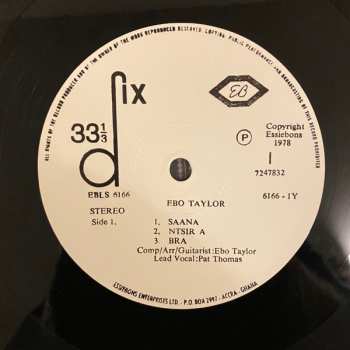 ALL RIGHTS OF THE RECORD PRODUCER AND OF THE OWNER OF THE WORK REPRODUCED RESERVED. COPYING, PUBLIC PERFORMANCE AND BROADCASTING OF THIS RECORD PROHIBITED
dix
EB
33 1/3
Ⓟ
Copyright
Essiebons
1978
1
7247832
EBLS 6166
EBO TAYLOR
6166 - 1Y
STEREO
Side 1.
1. SAANA
2. NTSIR A
3. BRA
Comp/Arr/Guitarist:Ebo Taylor
Lead Vocal:Pat Thomas
ENTERPRISES LTD - P.O. BOX 2997 - ACCRA, GHANA